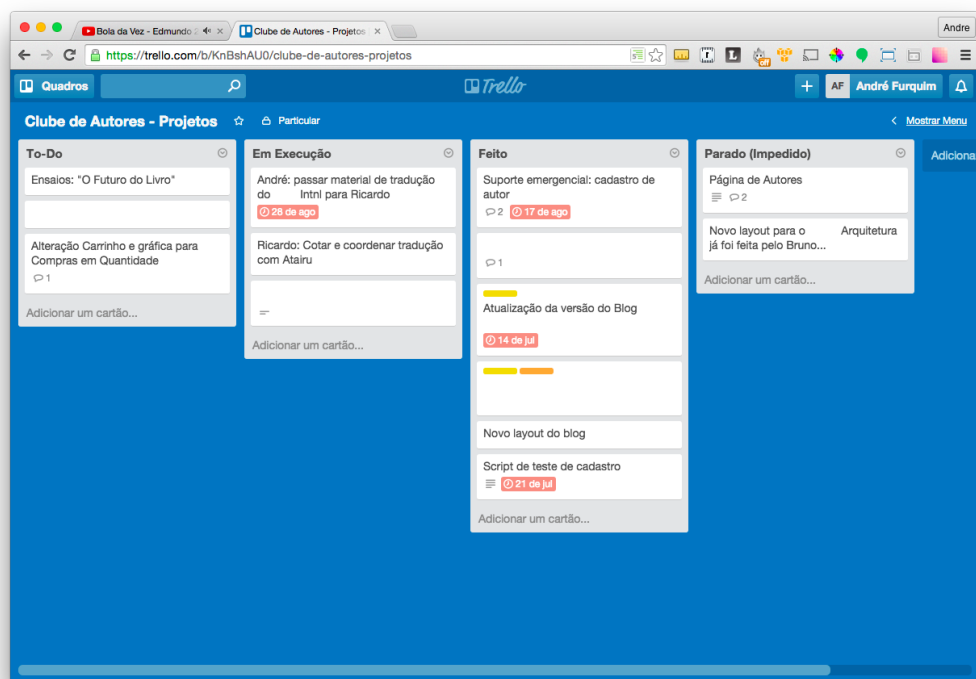 Bola da Vez - Edmundo
Clube de Autores - Projetos
Andre
https://trello.com/b/KnBshAU0/clube-de-autores-projetos
off
Quadros
Trello
AF
André Furquim
Clube de Autores - Projetos
Particular
Mostrar Menu
To-Do
Ensaios: "O Futuro do Livro"
Alteração Carrinho e gráfica para
Compras em Quantidade
1
Adicionar um cartão...
Em Execução
André: passar material de tradução
do Intnl para Ricardo
28 de ago
Ricardo: Cotar e coordenar tradução
com Atairu
Adicionar um cartão...
Feito
Suporte emergencial: cadastro de
autor
2 17 de ago
1
Atualização da versão do Blog
14 de jul
Novo layout do blog
Script de teste de cadastro
21 de jul
Adicionar um cartão...
Parado (Impedido)
Página de Autores
2
Novo layout para o Arquitetura
já foi feita pelo Bruno...
Adicionar um cartão...
Adiciona